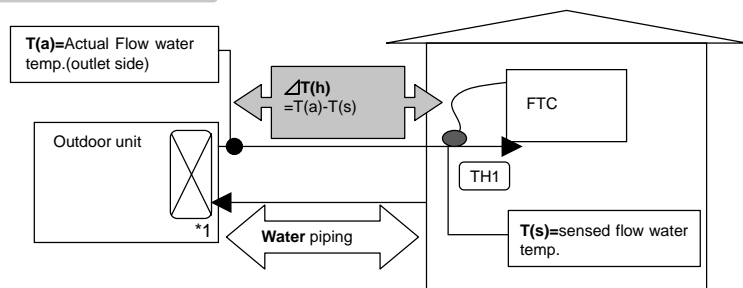 T(a)=Actual Flow water
temp.(outlet side)
⊿T(h)
=T(a)-T(s)
FTC
Outdoor unit
TH1
*1
Water piping
T(s)=sensed flow water
temp.